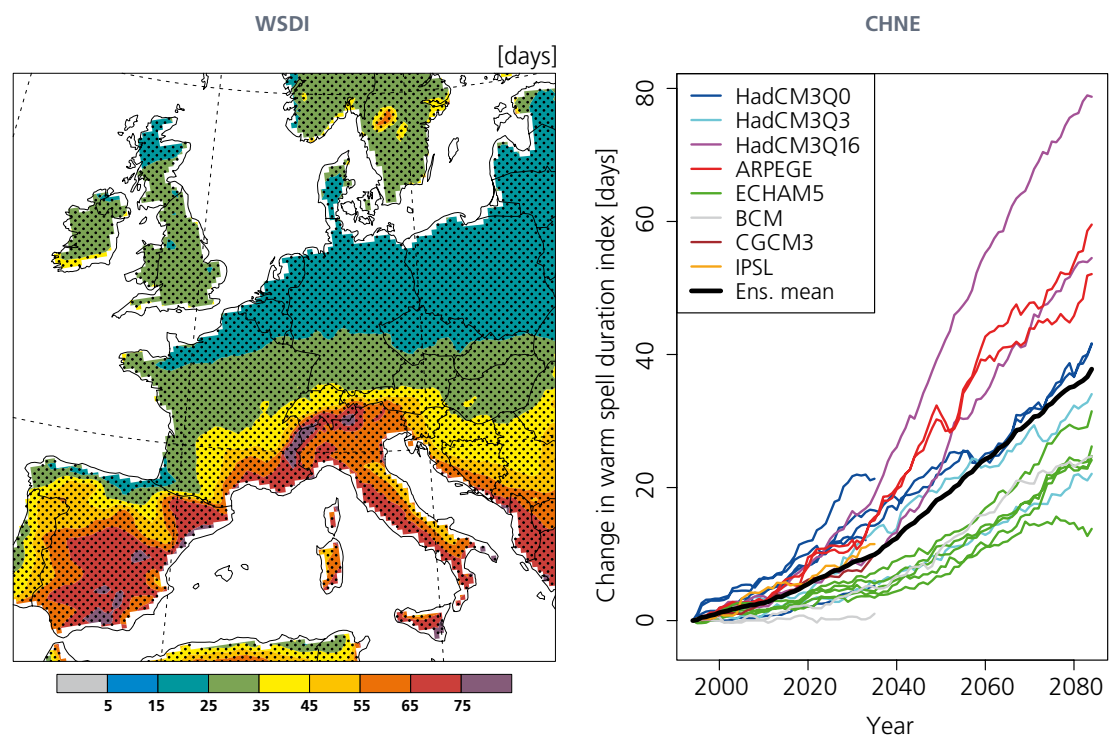 WSDI
[days]
5 15 25 35 45 55 65 75
CHNE
HadCM3Q0
HadCM3Q3
HadCM3Q16
ARPEGE
ECHAM5
BCM
CGCM3
IPSL
Ens. mean
Change in warm spell duration index [days]
80
60
40
20
0
2000 2020 2040 2060 2080
Year